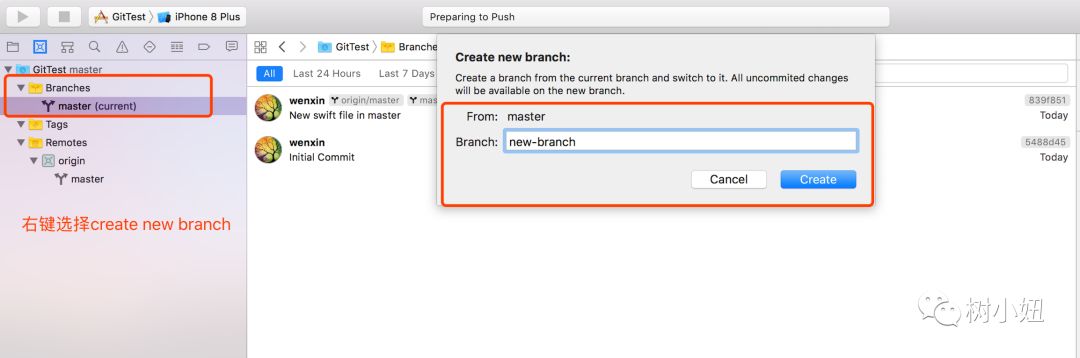 GitTest
iPhone 8 Plus
Preparing to Push
GitTest master
Branches
master (current)
Tags
Remotes
origin
master
右键选择create new branch
GitTest
Branche
All
Last 24 Hours
Last 7 Days
wenxin
origin/master
mas
New swift file in master
839f851
Today
wenxin
Initial Commit
5488d45
Today
Create new branch:
Create a branch from the current branch and switch to it. All uncommited changes
will be available on the new branch.
From: master
Branch: new-branch
Cancel
Create
树小妞